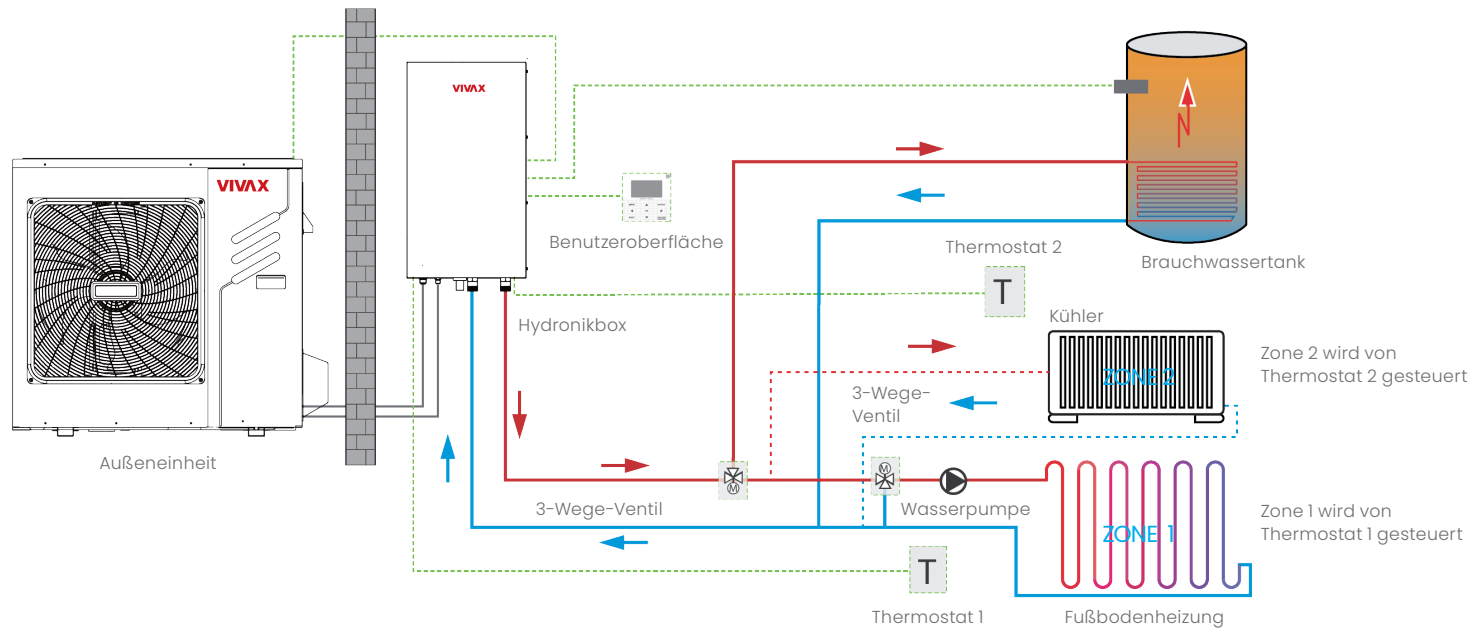 VIVAX
VIVAX
Benutzeroberfläche
Thermostat 2
Brauchwassertank
T
Hydronikbox
Kühler
ZONE 2
Zone 2 wird von
Thermostat 2 gesteuert
3-Wege-
Ventil
Außeneinheit
M
M
3-Wege-Ventil
Wasserpumpe
ZONE 1
Zone 1 wird von
Thermostat 1 gesteuert
T
Thermostat 1
Fußbodenheizung